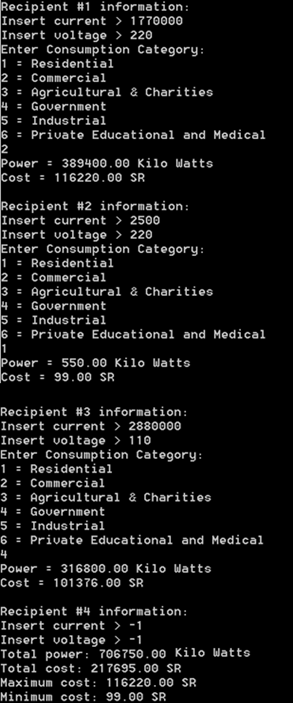 Recipient #1 information:
Insert current > 1770000
Insert voltage > 220
Enter Consumption Category:
1 = Residential
2 = Commercial
3 = Agricultural & Charities
4 = Government
5 = Industrial
6 = Private Educational and Medical
2
Power = 389400.00 Kilo Watts
Cost = 116220.00 SR
Recipient #2 information:
Insert current > 2500
Insert voltage > 220
Enter Consumption Category:
1 = Residential
2 = Commercial
3 = Agricultural & Charities
4 = Government
5 = Industrial
6 = Private Educational and Medical
1
Power = 550.00 Kilo Watts
Cost = 99.00 SR
Recipient #3 information:
Insert current > 2880000
Insert voltage > 110
Enter Consumption Category:
1 = Residential
2 = Commercial
3 = Agricultural & Charities
4 = Government
5 = Industrial
6 = Private Educational and Medical
4
Power = 316800.00 Kilo Watts
Cost = 101376.00 SR
Recipient #4 information:
Insert current > -1
Insert voltage > -1
Total power: 706750.00 Kilo Watts
Total cost: 217695.00 SR
Maximum cost: 116220.00 SR
Minimum cost: 99.00 SR